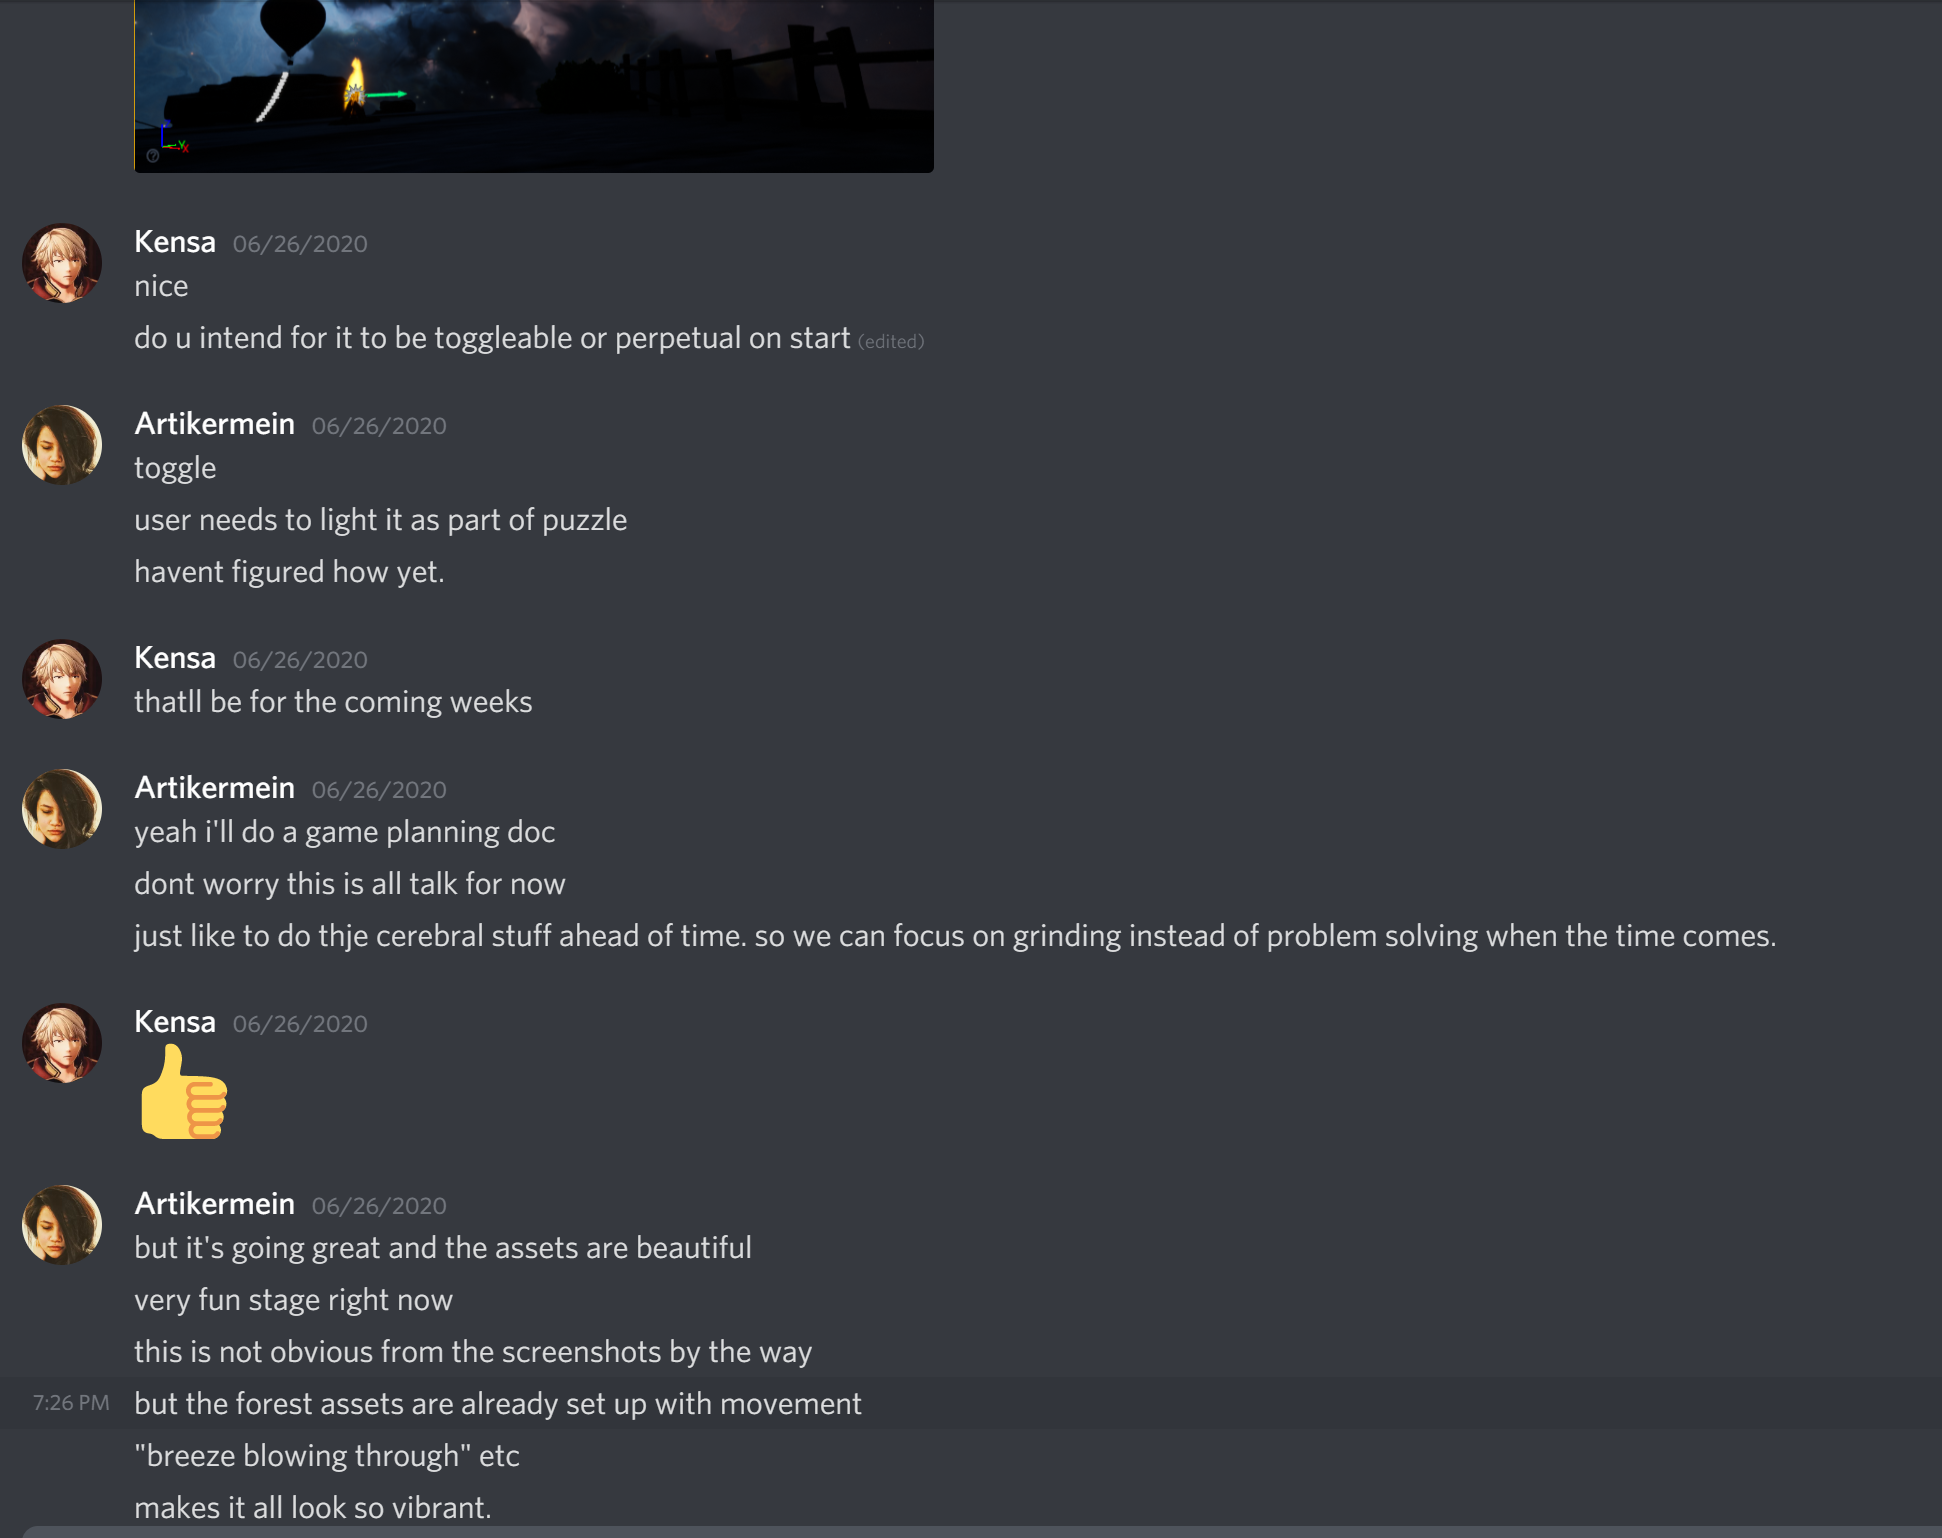 Kensa 06/26/2020
nice
do u intend for it to be toggleable or perpetual on start (edited)
Artikermein 06/26/2020
toggle
user needs to light it as part of puzzle
havent figured how yet.
Kensa 06/26/2020
thatll be for the coming weeks
Artikermein 06/26/2020
yeah i'll do a game planning doc
dont worry this is all talk for now
just like to do thje cerebral stuff ahead of time. so we can focus on grinding instead of problem solving when the time comes.
Kensa 06/26/2020
Artikermein 06/26/2020
but it's going great and the assets are beautiful
very fun stage right now
this is not obvious from the screenshots by the way
7:26 PM but the forest assets are already set up with movement
"breeze blowing through" etc
makes it all look so vibrant.